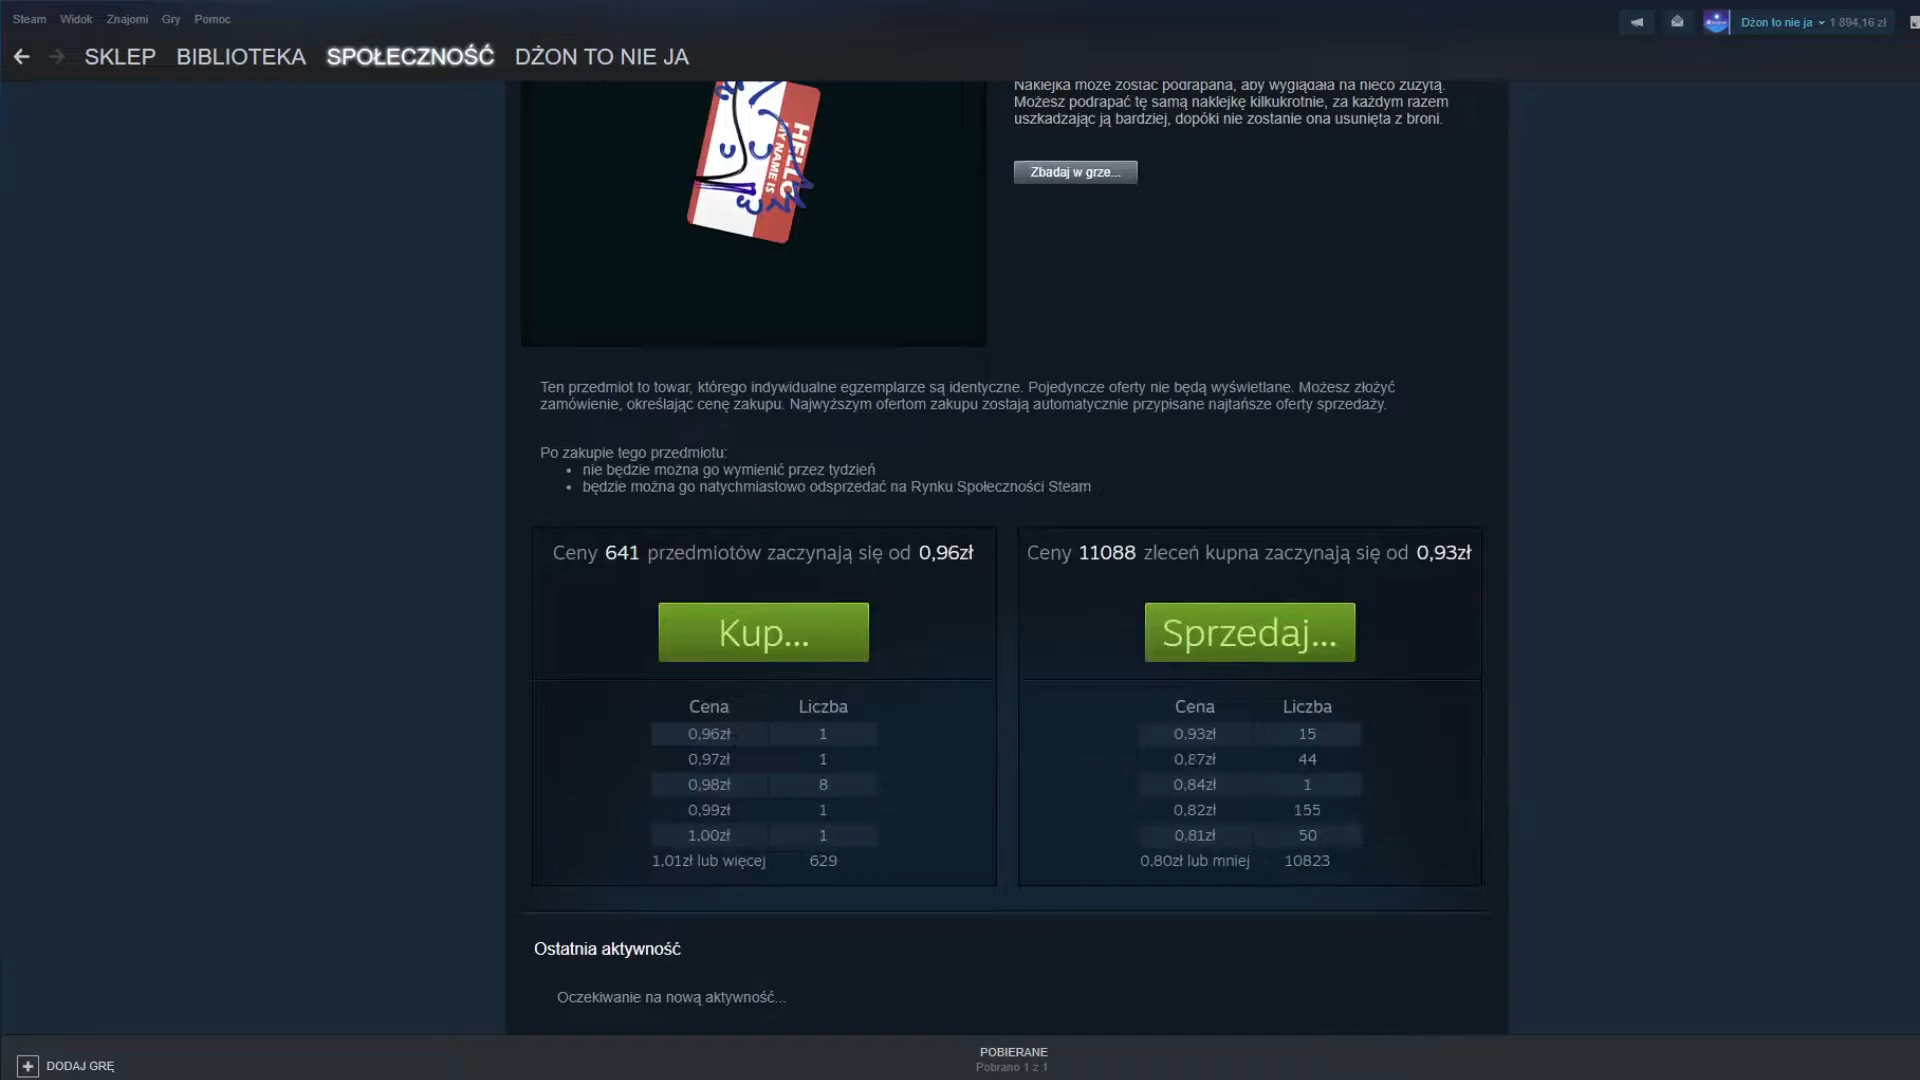 Steam Widok Znajomi Gry Pomoc
Dżon to nie ja 1 894,16 zł
SKLEP BIBLIOTEKA SPOŁECZNOŚĆ DŻON TO NIE JA
Naklejka może zostać podrapana, aby wyglądała na nieco zużytą.
Możesz podrapać tę samą naklejkę kilkukrotnie, za każdym razem
uszkadzając ją bardziej, dopóki nie zostanie ona usunięta z broni.
HELLO
MY NAME IS
Zbadaj w grze...
Ten przedmiot to towar, którego indywidualne egzemplarze są identyczne. Pojedyncze oferty nie będą wyświetlane. Możesz złożyć
zamówienie, określając cenę zakupu. Najwyższym ofertom zakupu zostają automatycznie przypisane najtańsze oferty sprzedaży.
Po zakupie tego przedmiotu:
• nie będzie można go wymienić przez tydzień
• będzie można go natychmiastowo odsprzedać na Rynku Społeczności Steam
Ceny 641 przedmiotów zaczynają się od 0,96zł
Kup...
Cena Liczba
0,96zł 1
0,97zł 1
0,98zł 8
0,99zł 1
1,00zł 1
1,01zł lub więcej 629
Ceny 11088 zleceń kupna zaczynają się od 0,93zł
Sprzedaj...
Cena Liczba
0,93zł 15
0,87zł 44
0,84zł 1
0,82zł 155
0,81zł 50
0,80zł lub mniej 10823
Ostatnia aktywność
Oczekiwanie na nową aktywność...
DODAJ GRĘ
POBIERANE
Pobrano 1 z 1